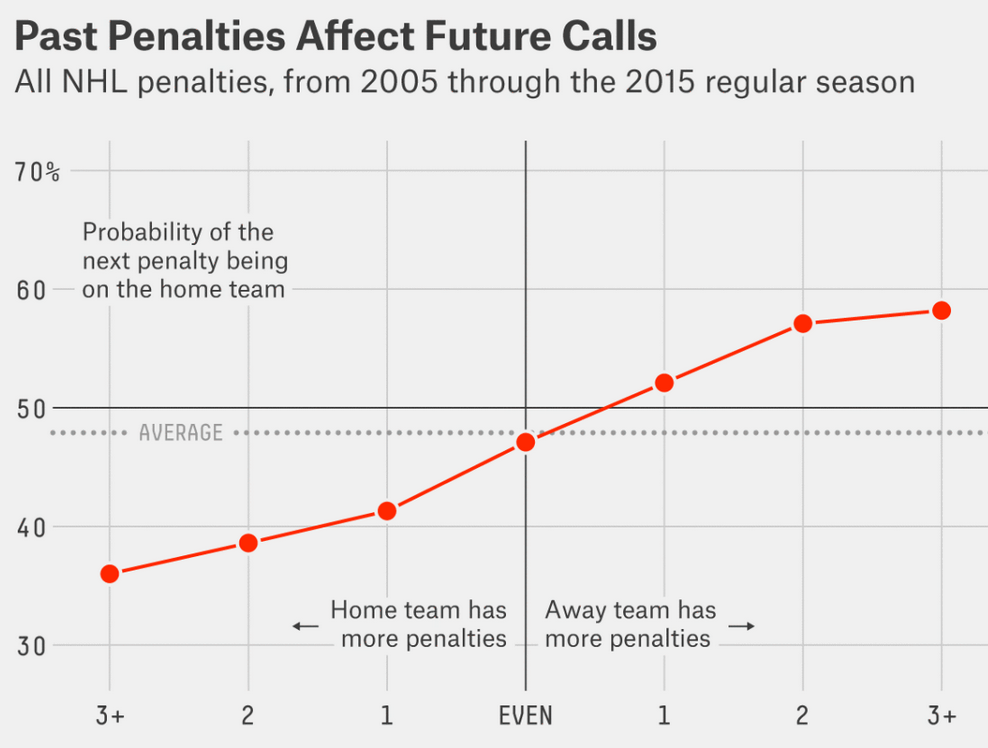 Past Penalties Affect Future Calls
All NHL penalties, from 2005 through the 2015 regular season
70%
Probability of the
next penalty being
on the home team
60
50
AVERAGE
40
Home team has
more penalties
Away team has
more penalties
30
3+ 2 1 EVEN 1 2 3+